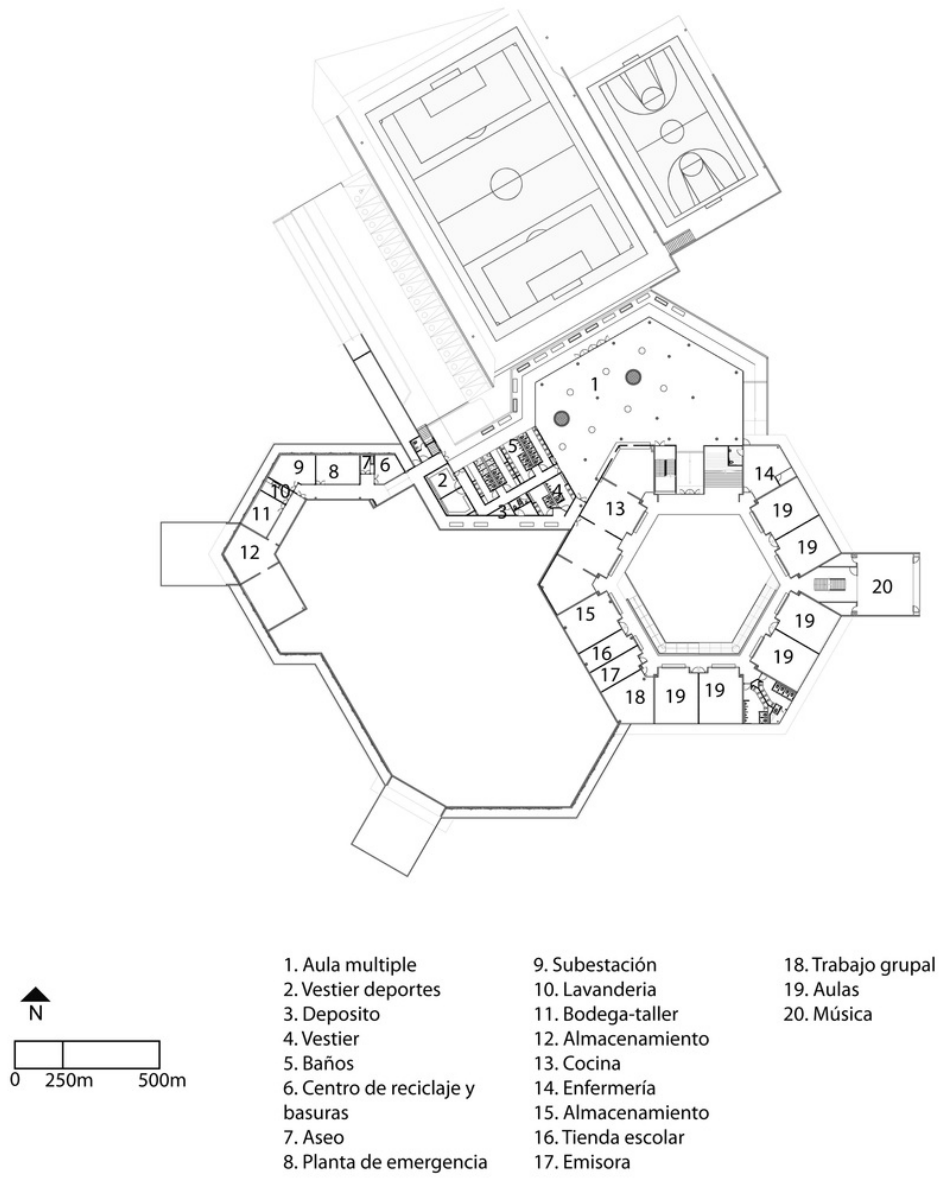 1
5
2
4
3
9
8
7
6
10
11
12
14
13
19
19
20
15
19
16
19
17
18
19
19
N
0 250m 500m
1. Aula multiple
2. Vestier deportes
3. Deposito
4. Vestier
5. Baños
6. Centro de reciclaje y
basuras
7. Aseo
8. Planta de emergencia
9. Subestación
10. Lavanderia
11. Bodega-taller
12. Almacenamiento
13. Cocina
14. Enfermería
15. Almacenamiento
16. Tienda escolar
17. Emisora
18. Trabajo grupal
19. Aulas
20. Música